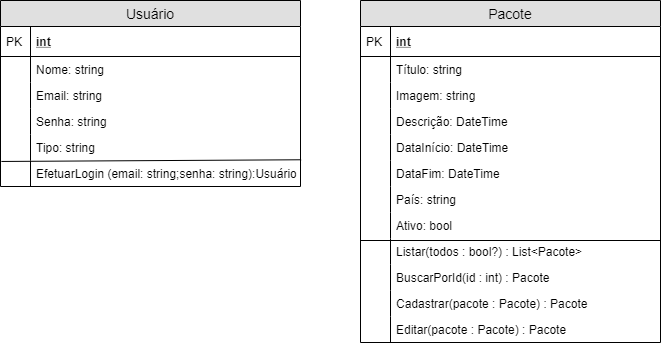 Usuário
PK int
Nome: string
Email: string
Senha: string
Tipo: string
EfetuarLogin (email: string;senha: string):Usuário
Pacote
PK int
Título: string
Imagem: string
Descrição: DateTime
DataInício: DateTime
DataFim: DateTime
País: string
Ativo: bool
Listar(todos : bool?) : List<Pacote>
BuscarPorId(id : int) : Pacote
Cadastrar(pacote : Pacote) : Pacote
Editar(pacote : Pacote) : Pacote